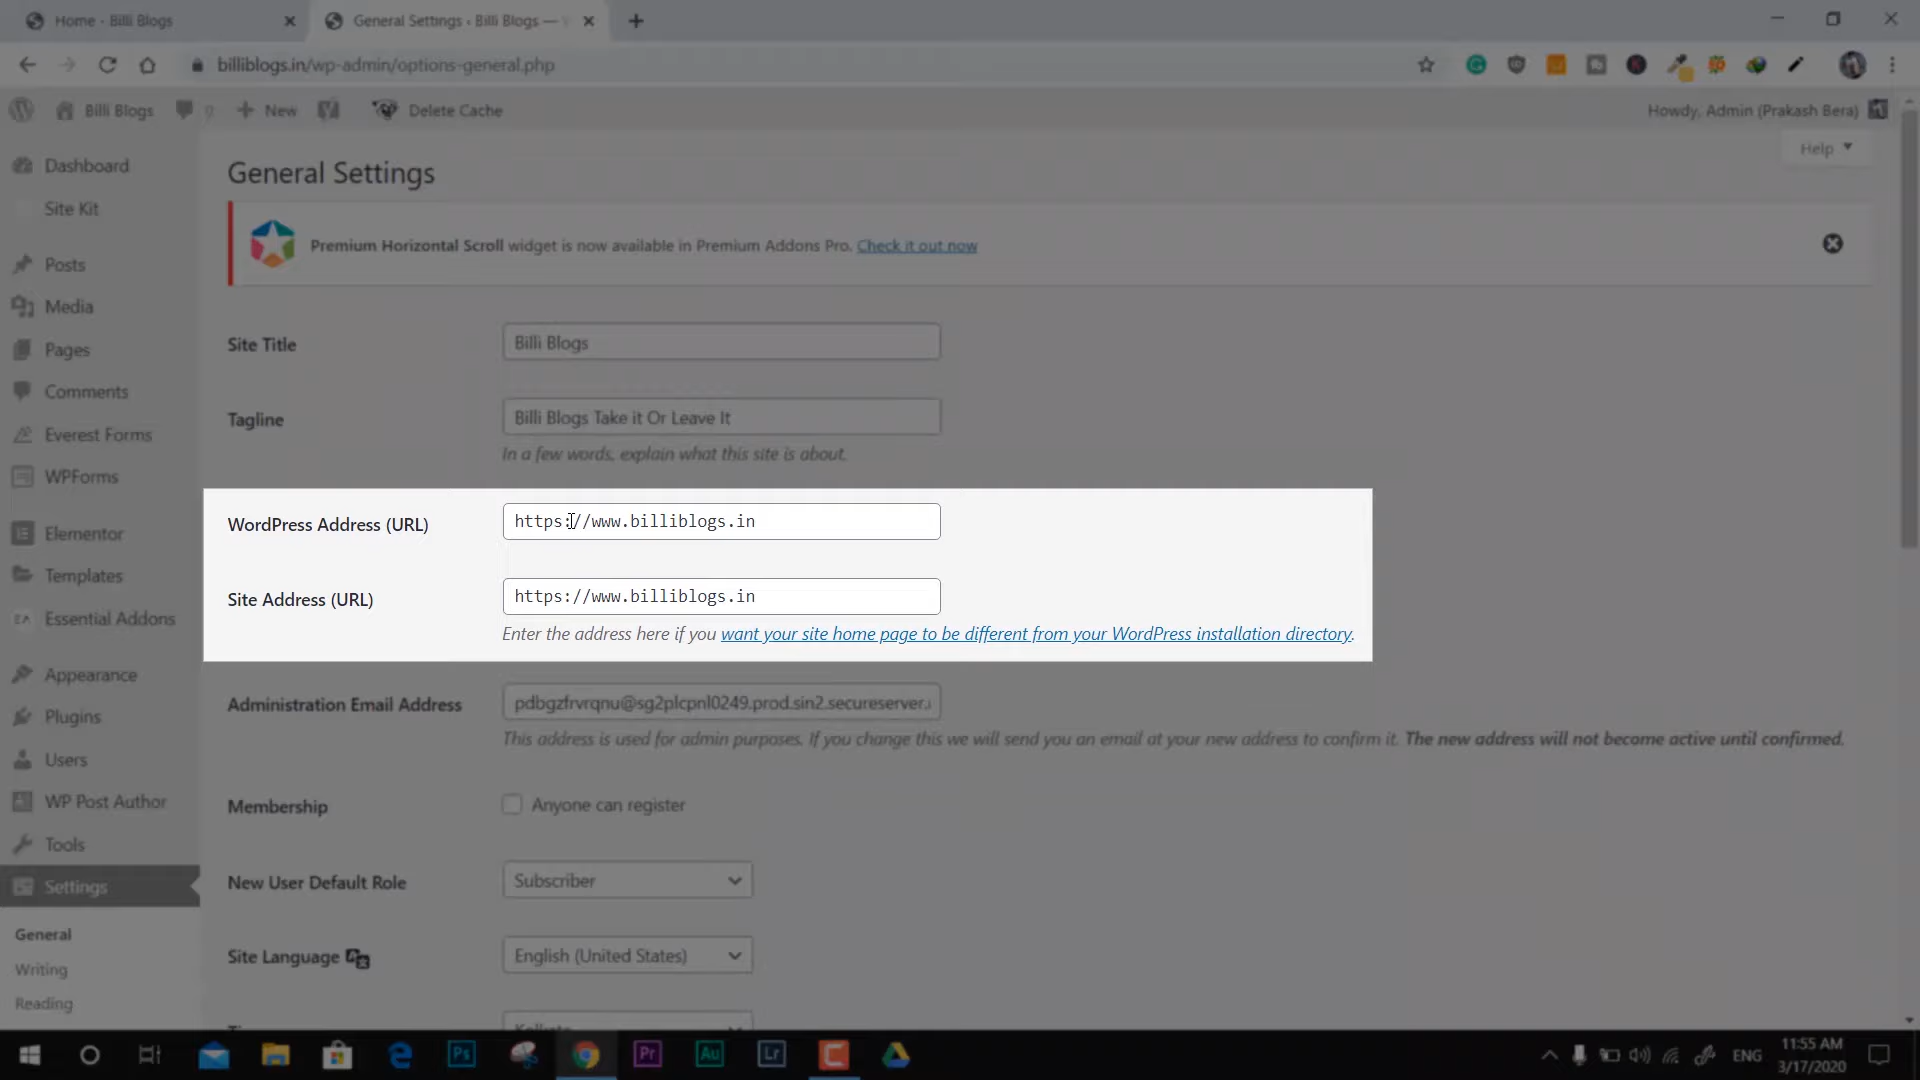 Home - Billi Blogs
General Settings ‹ Billi Blogs —
billiblogs.in/wp-admin/options-general.php
Billi Blogs
0
New
Delete Cache
Howdy, Admin (Prakash Bera)
Help
Dashboard
Site Kit
Posts
Media
Pages
Comments
Everest Forms
WPForms
Elementor
Templates
EA Essential Addons
Appearance
Plugins
Users
WP Post Author
Tools
Settings
General
Writing
Reading
General Settings
Premium Horizontal Scroll widget is now available in Premium Addons Pro. Check it out now
Site Title
Billi Blogs
Tagline
Billi Blogs Take it Or Leave It
In a few words, explain what this site is about.
WordPress Address (URL)
https://www.billiblogs.in
Site Address (URL)
https://www.billiblogs.in
Enter the address here if you want your site home page to be different from your WordPress installation directory.
Administration Email Address
pdbgzfrvrqnu@sg2plcpnl0249.prod.sin2.secureserver.
This address is used for admin purposes. If you change this we will send you an email at your new address to confirm it. The new address will not become active until confirmed.
Membership
Anyone can register
New User Default Role
Subscriber
Site Language
English (United States)
Kolkata
Ps
Pr
Au
Lr
ENG
11:55 AM
3/17/2020